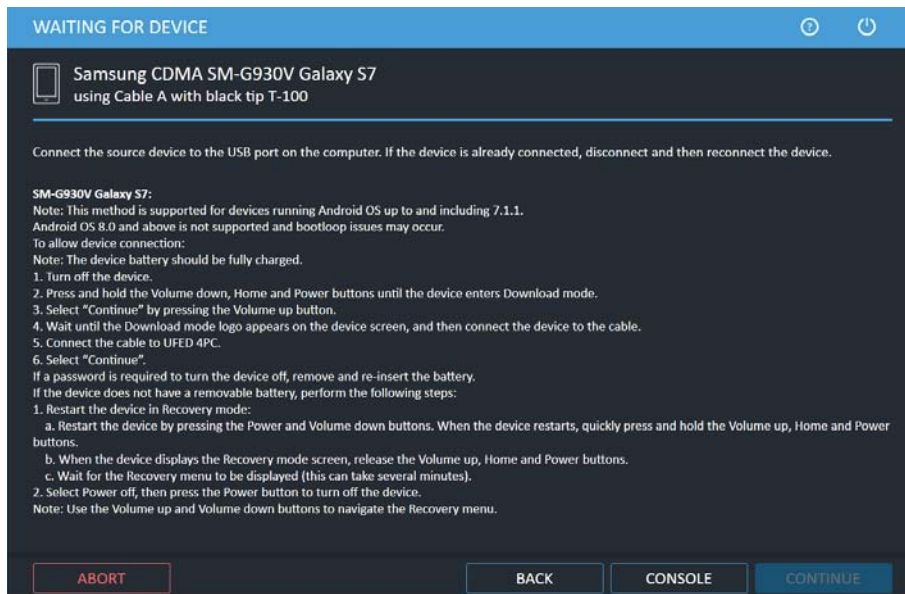 WAITING FOR DEVICE
Samsung CDMA SM-G930V Galaxy S7
using Cable A with black tip T-100
Connect the source device to the USB port on the computer. If the device is already connected, disconnect and then reconnect the device.
SM-G930V Galaxy S7:
Note: This method is supported for devices running Android OS up to and including 7.1.1.
Android OS 8.0 and above is not supported and bootloop issues may occur.
To allow device connection:
Note: The device battery should be fully charged.
1. Turn off the device.
2. Press and hold the Volume down, Home and Power buttons until the device enters Download mode.
3. Select "Continue" by pressing the Volume up button.
4. Wait until the Download mode logo appears on the device screen, and then connect the device to the cable.
5. Connect the cable to UFED 4PC.
6. Select "Continue".
If a password is required to turn the device off, remove and re-insert the battery.
If the device does not have a removable battery, perform the following steps:
1. Restart the device in Recovery mode:
a. Restart the device by pressing the Power and Volume down buttons. When the device restarts, quickly press and hold the Volume up, Home and Power
buttons.
b. When the device displays the Recovery mode screen, release the Volume up, Home and Power buttons.
c. Wait for the Recovery menu to be displayed (this can take several minutes).
2. Select Power off, then press the Power button to turn off the device.
Note: Use the Volume up and Volume down buttons to navigate the Recovery menu.
ABORT BACK CONSOLE CONTINUE